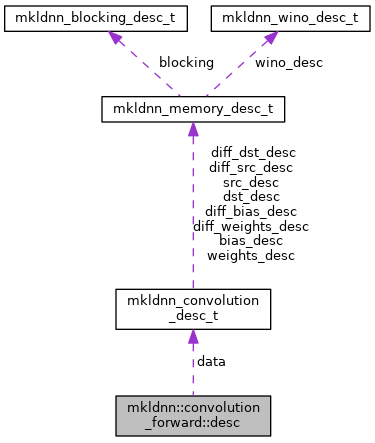 mkldnn_blocking_desc_t
mkldnn_wino_desc_t
blocking
wino_desc
mkldnn_memory_desc_t
diff_dst_desc
diff_src_desc
src_desc
dst_desc
diff_bias_desc
diff_weights_desc
bias_desc
weights_desc
mkldnn_convolution
_desc_t
data
mkldnn::convolution
_forward::desc